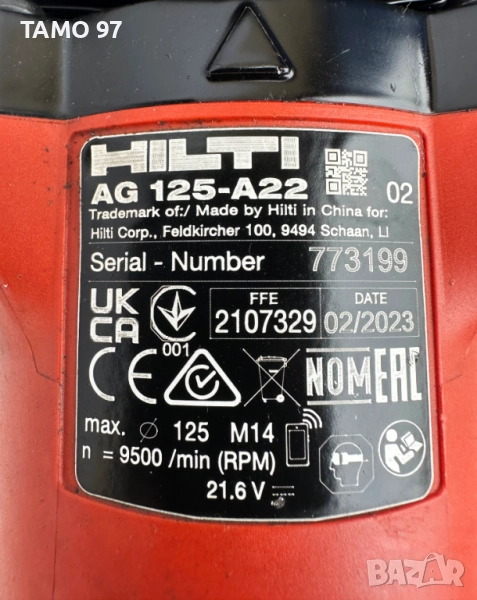 TAMO 97
HILTI
AG 125-A22
02
Trademark of:/ Made by Hilti in China for:
Hilti Corp., Feldkircher 100, 9494 Schaan, LI
Serial - Number 773199
UK
CA
001
FFE DATE
2107329 02/2023
CE
NOM EAC
max. ⌀ 125 M14
n = 9500 /min (RPM)
21.6 V
BAZAR